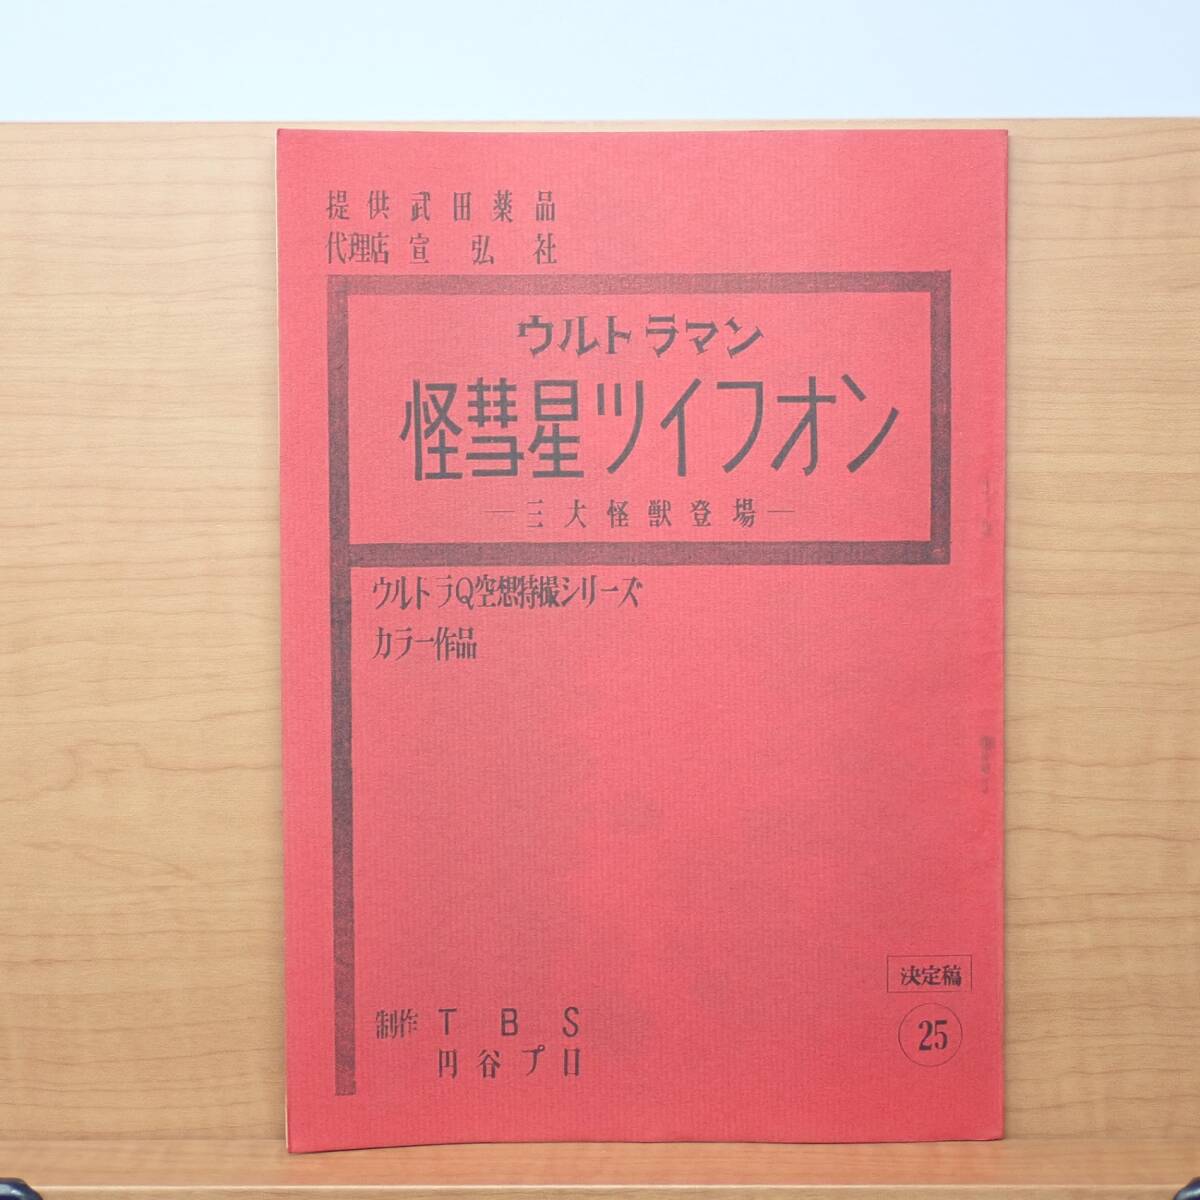 提供 武田薬品
代理店 宣弘社
ウルトラマン
怪彗星ツイフオン
―三大怪獣登場―
ウルトラQ空想特撮シリーズ
カラー作品
決定稿
25
制作 TBS
円谷プロ